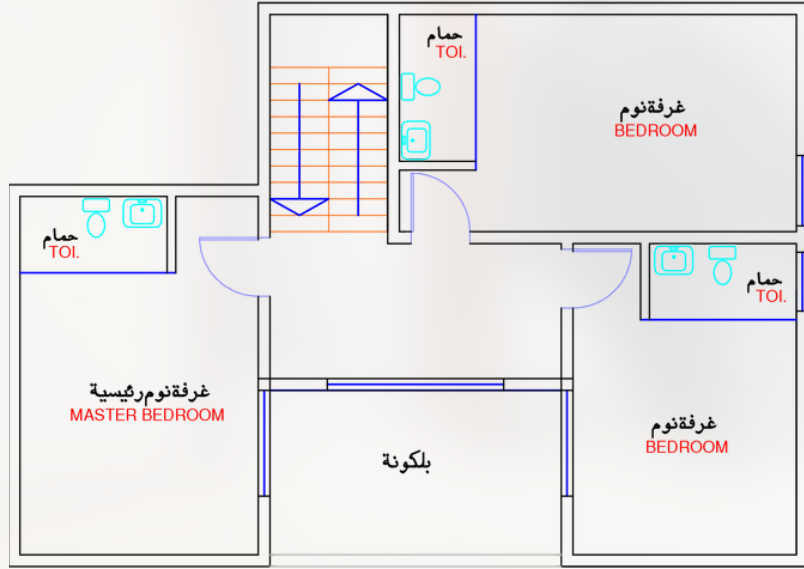 حمام
TOI.
غرفةنوم
BEDROOM
حمام
TOI.
حمام
TOI.
غرفةنوم رئيسية
MASTER BEDROOM
غرفةنوم
BEDROOM
بلكونة